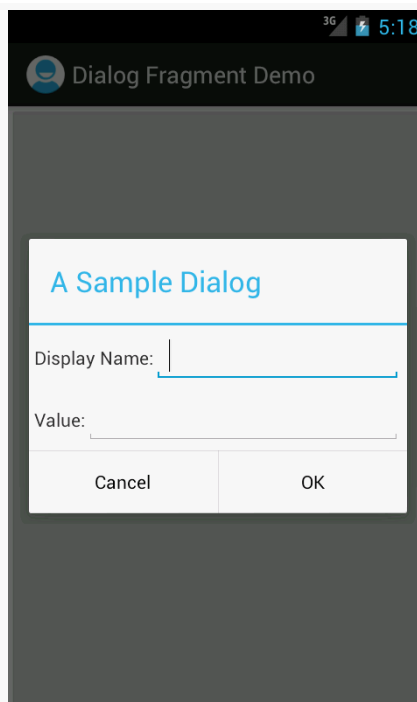 3G 5:18
Dialog Fragment Demo
A Sample Dialog
Display Name:
Value:
Cancel OK